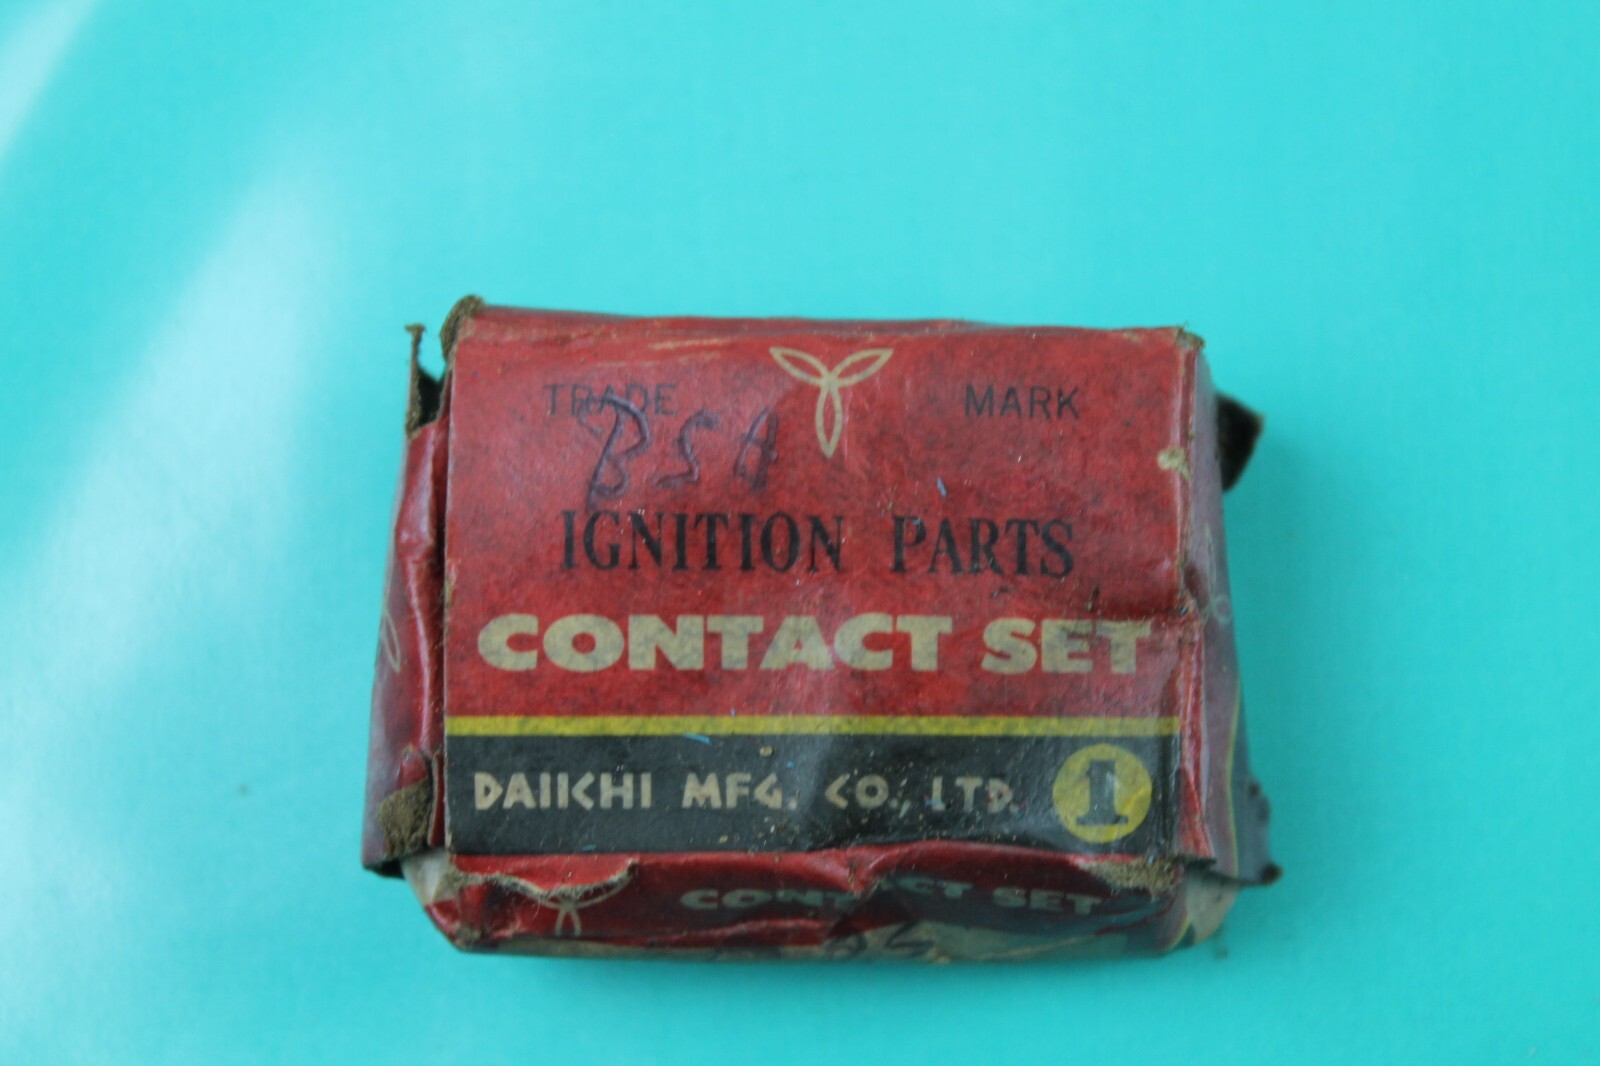 TRADE MARK
BSA
IGNITION PARTS
CONTACT SET
DAIICHI MFG. CO., LTD. 1
CONTACT SET